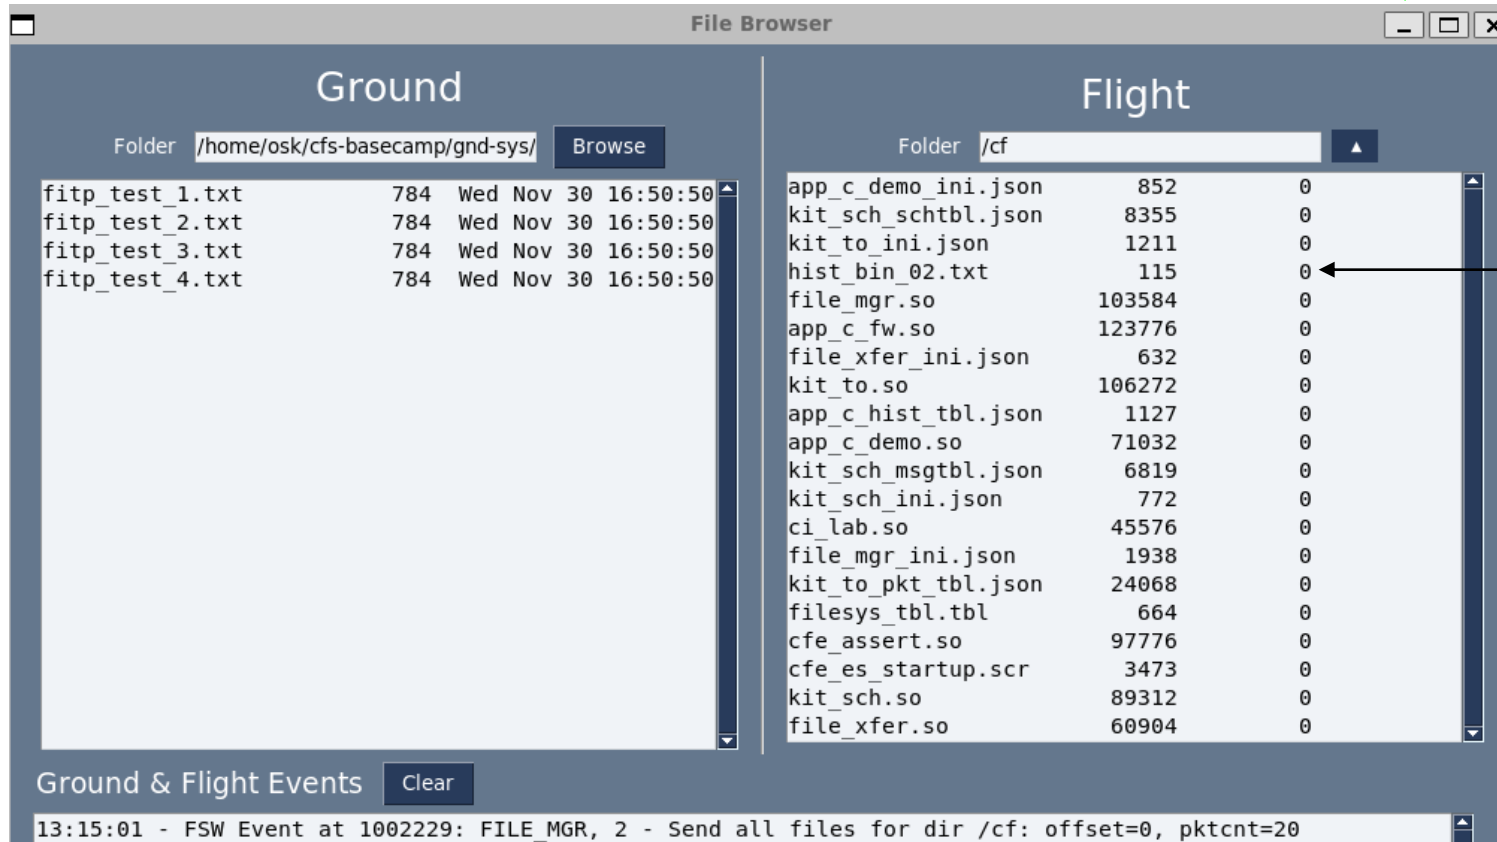 File Browser
Ground
Folder /home/osk/cfs-basecamp/gnd-sys/ Browse
fitp_test_1.txt 784 Wed Nov 30 16:50:50
fitp_test_2.txt 784 Wed Nov 30 16:50:50
fitp_test_3.txt 784 Wed Nov 30 16:50:50
fitp_test_4.txt 784 Wed Nov 30 16:50:50
Flight
Folder /cf
app_c_demo_ini.json 852 0
kit_sch_schtbl.json 8355 0
kit_to_ini.json 1211 0
hist_bin_02.txt 115 0
file_mgr.so 103584 0
app_c_fw.so 123776 0
file_xfer_ini.json 632 0
kit_to.so 106272 0
app_c_hist_tbl.json 1127 0
app_c_demo.so 71032 0
kit_sch_msgtbl.json 6819 0
kit_sch_ini.json 772 0
ci_lab.so 45576 0
file_mgr_ini.json 1938 0
kit_to_pkt_tbl.json 24068 0
filesys_tbl.tbl 664 0
cfe_assert.so 97776 0
cfe_es_startup.scr 3473 0
kit_sch.so 89312 0
file_xfer.so 60904 0
Ground & Flight Events Clear
13:15:01 - FSW Event at 1002229: FILE_MGR, 2 - Send all files for dir /cf: offset=0, pktcnt=20